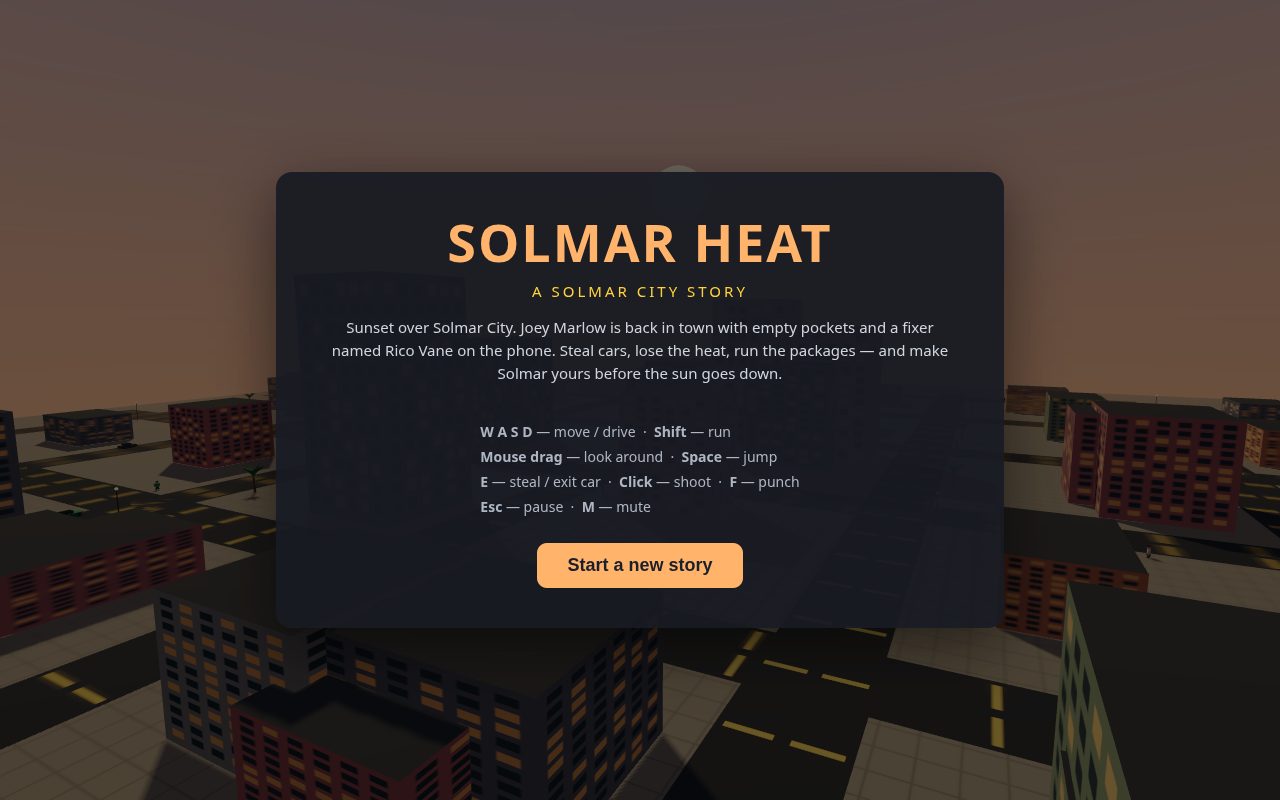 SOLMAR HEAT
A SOLMAR CITY STORY
Sunset over Solmar City. Joey Marlow is back in town with empty pockets and a fixer
named Rico Vane on the phone. Steal cars, lose the heat, run the packages — and make
Solmar yours before the sun goes down.
W A S D — move / drive · Shift — run
Mouse drag — look around · Space — jump
E — steal / exit car · Click — shoot · F — punch
Esc — pause · M — mute
Start a new story